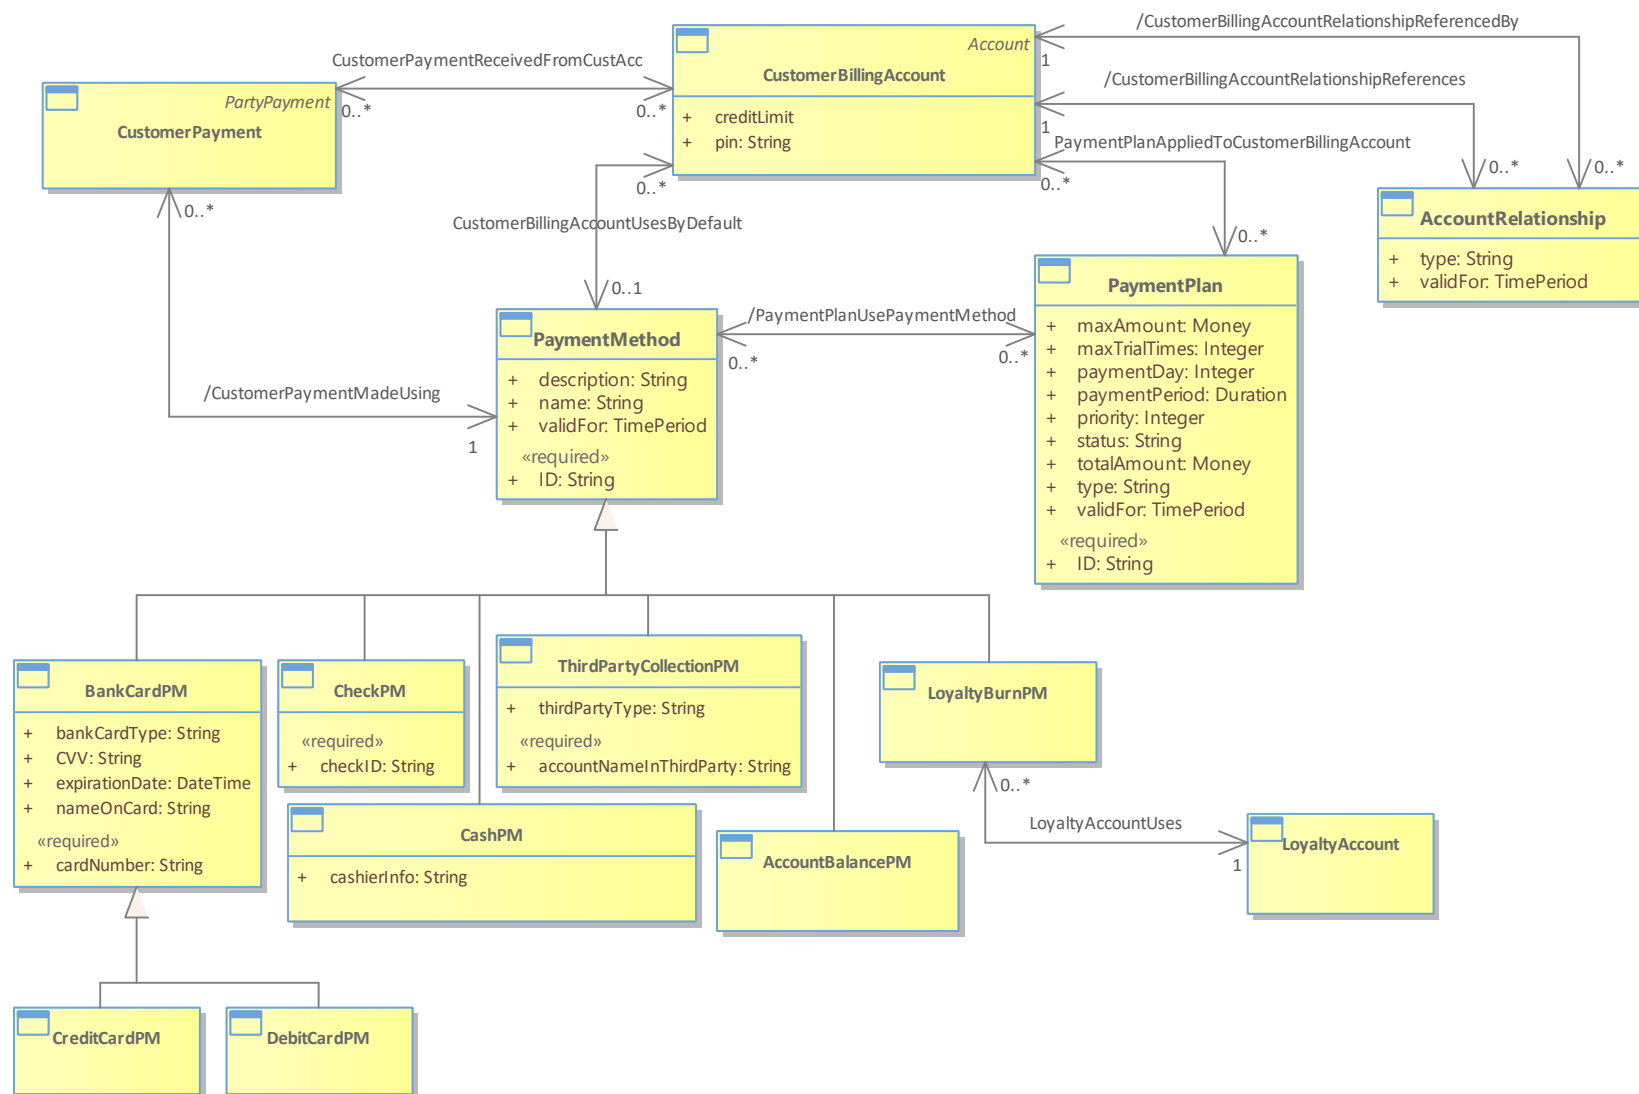 /CustomerBillingAccountRelationshipReferencedBy
Account
CustomerBillingAccount
+ creditLimit
+ pin: String
1
/CustomerBillingAccountRelationshipReferences
1
PaymentPlanAppliedToCustomerBillingAccount
0..*
0..*
0..*
0..*
CustomerPaymentReceivedFromCustAcc
0..*
0..*
PartyPayment
CustomerPayment
0..*
0..*
CustomerBillingAccountUsesByDefault
0..1
AccountRelationship
+ type: String
+ validFor: TimePeriod
/CustomerPaymentMadeUsing
1
PaymentMethod
+ description: String
+ name: String
+ validFor: TimePeriod
«required»
+ ID: String
/PaymentPlanUsePaymentMethod
0..*
0..*
PaymentPlan
+ maxAmount: Money
+ maxTrialTimes: Integer
+ paymentDay: Integer
+ paymentPeriod: Duration
+ priority: Integer
+ status: String
+ totalAmount: Money
+ type: String
+ validFor: TimePeriod
«required»
+ ID: String
BankCardPM
+ bankCardType: String
+ CVV: String
+ expirationDate: DateTime
+ nameOnCard: String
«required»
+ cardNumber: String
CheckPM
«required»
+ checkID: String
ThirdPartyCollectionPM
+ thirdPartyType: String
«required»
+ accountNameInThirdParty: String
LoyaltyBurnPM
0..*
LoyaltyAccountUses
1
LoyaltyAccount
CashPM
+ cashierInfo: String
AccountBalancePM
CreditCardPM
DebitCardPM